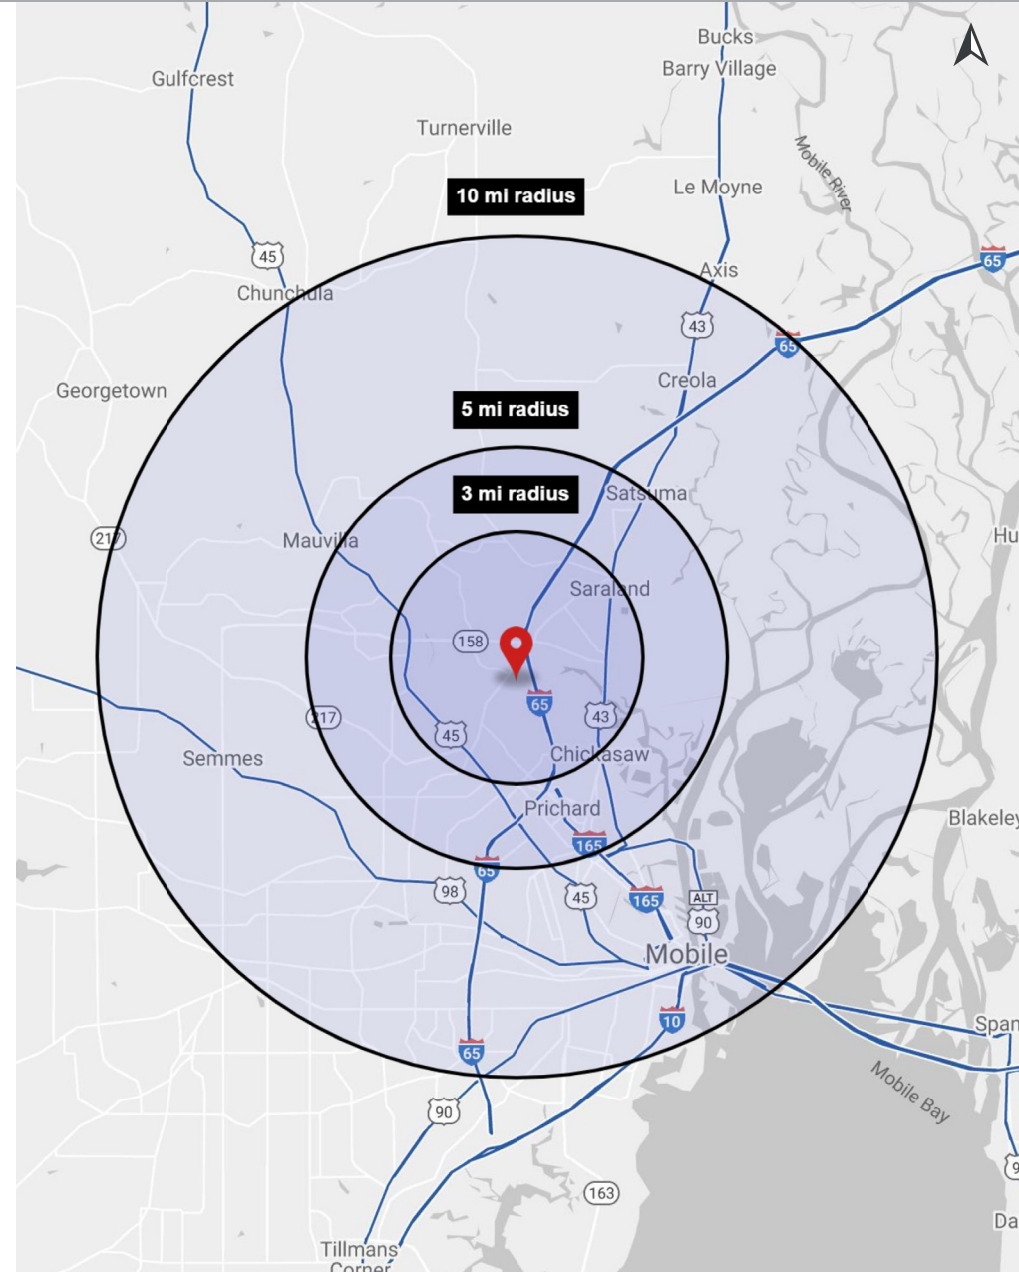 Bucks
Barry Village
Gulfcrest
Turnerville
Mobile River
Le Moyne
10 mi radius
45
65
Axis
Chunchula
43
65
Creola
Georgetown
5 mi radius
3 mi radius
Satsuma
217
Mauvilla
Hu
Saraland
158
65
217
43
45
Chickasaw
Semmes
Prichard
Blakeley
165
65
98
45
165
ALT
90
Mobile
10
Span
65
Mobile Bay
90
9
163
Da
Tillmans
Corner